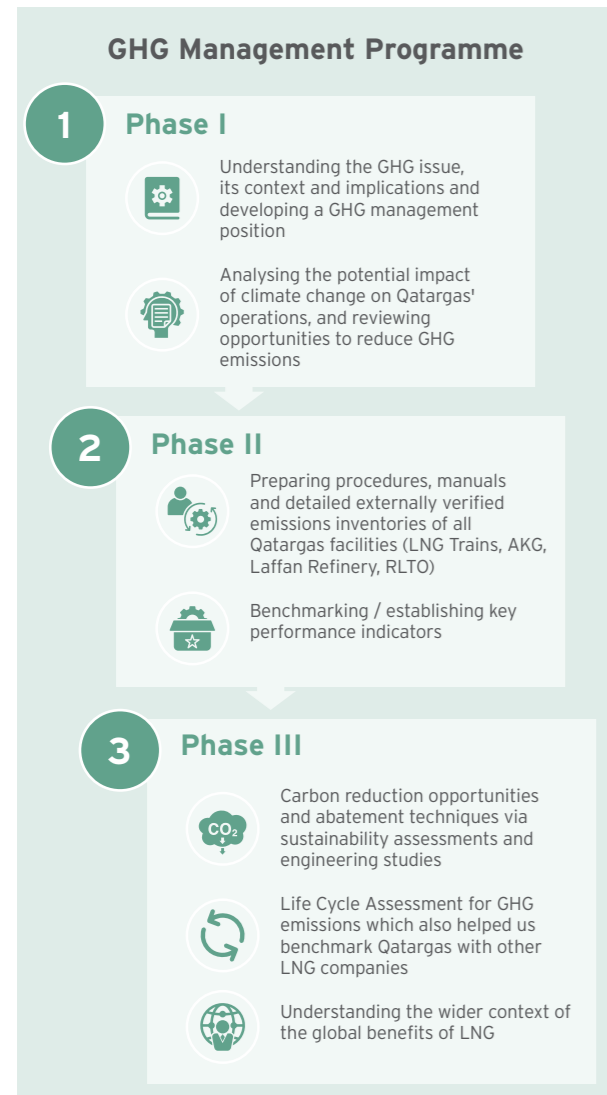 GHG Management Programme
1
Phase I
Understanding the GHG issue,
its context and implications and
developing a GHG management
position
Analysing the potential impact
of climate change on Qatargas'
operations, and reviewing
opportunities to reduce GHG
emissions
2
Phase II
Preparing procedures, manuals
and detailed externally verified
emissions inventories of all
Qatargas facilities (LNG Trains, AKG,
Laffan Refinery, RLTO)
Benchmarking / establishing key
performance indicators
3
Phase III
CO₂
Carbon reduction opportunities
and abatement techniques via
sustainability assessments and
engineering studies
Life Cycle Assessment for GHG
emissions which also helped us
benchmark Qatargas with other
LNG companies
Understanding the wider context of
the global benefits of LNG